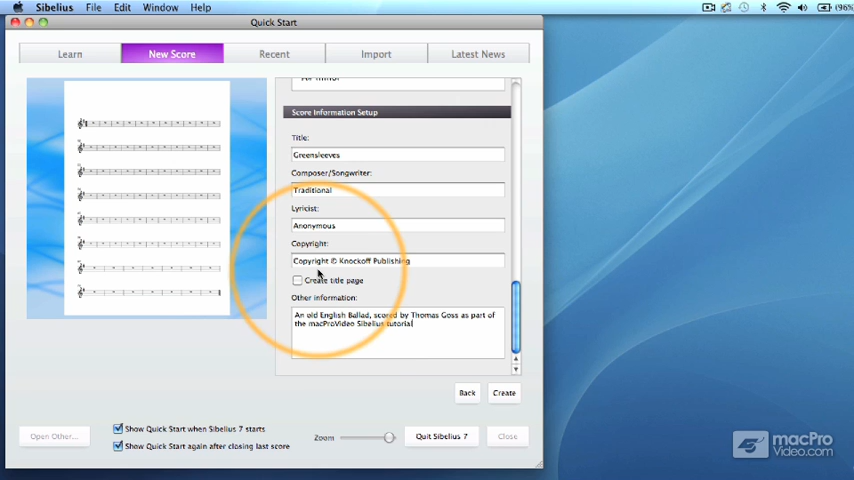 Sibelius File Edit Window Help
(96%
Quick Start
Learn New Score Recent Import Latest News
Score Information Setup
Title:
Greensleeves
Composer/Songwriter:
Traditional
Lyricist:
Anonymous
Copyright:
Copyright © Knockoff Publishing
Create title page
Other information:
An old English Ballad, scored by Thomas Goss as part of
the macProVideo Sibelius tutorial
Back Create
Show Quick Start when Sibelius 7 starts
Open Other... Zoom Quit Sibelius 7 Close
Show Quick Start again after closing last score
macPro
Video.com